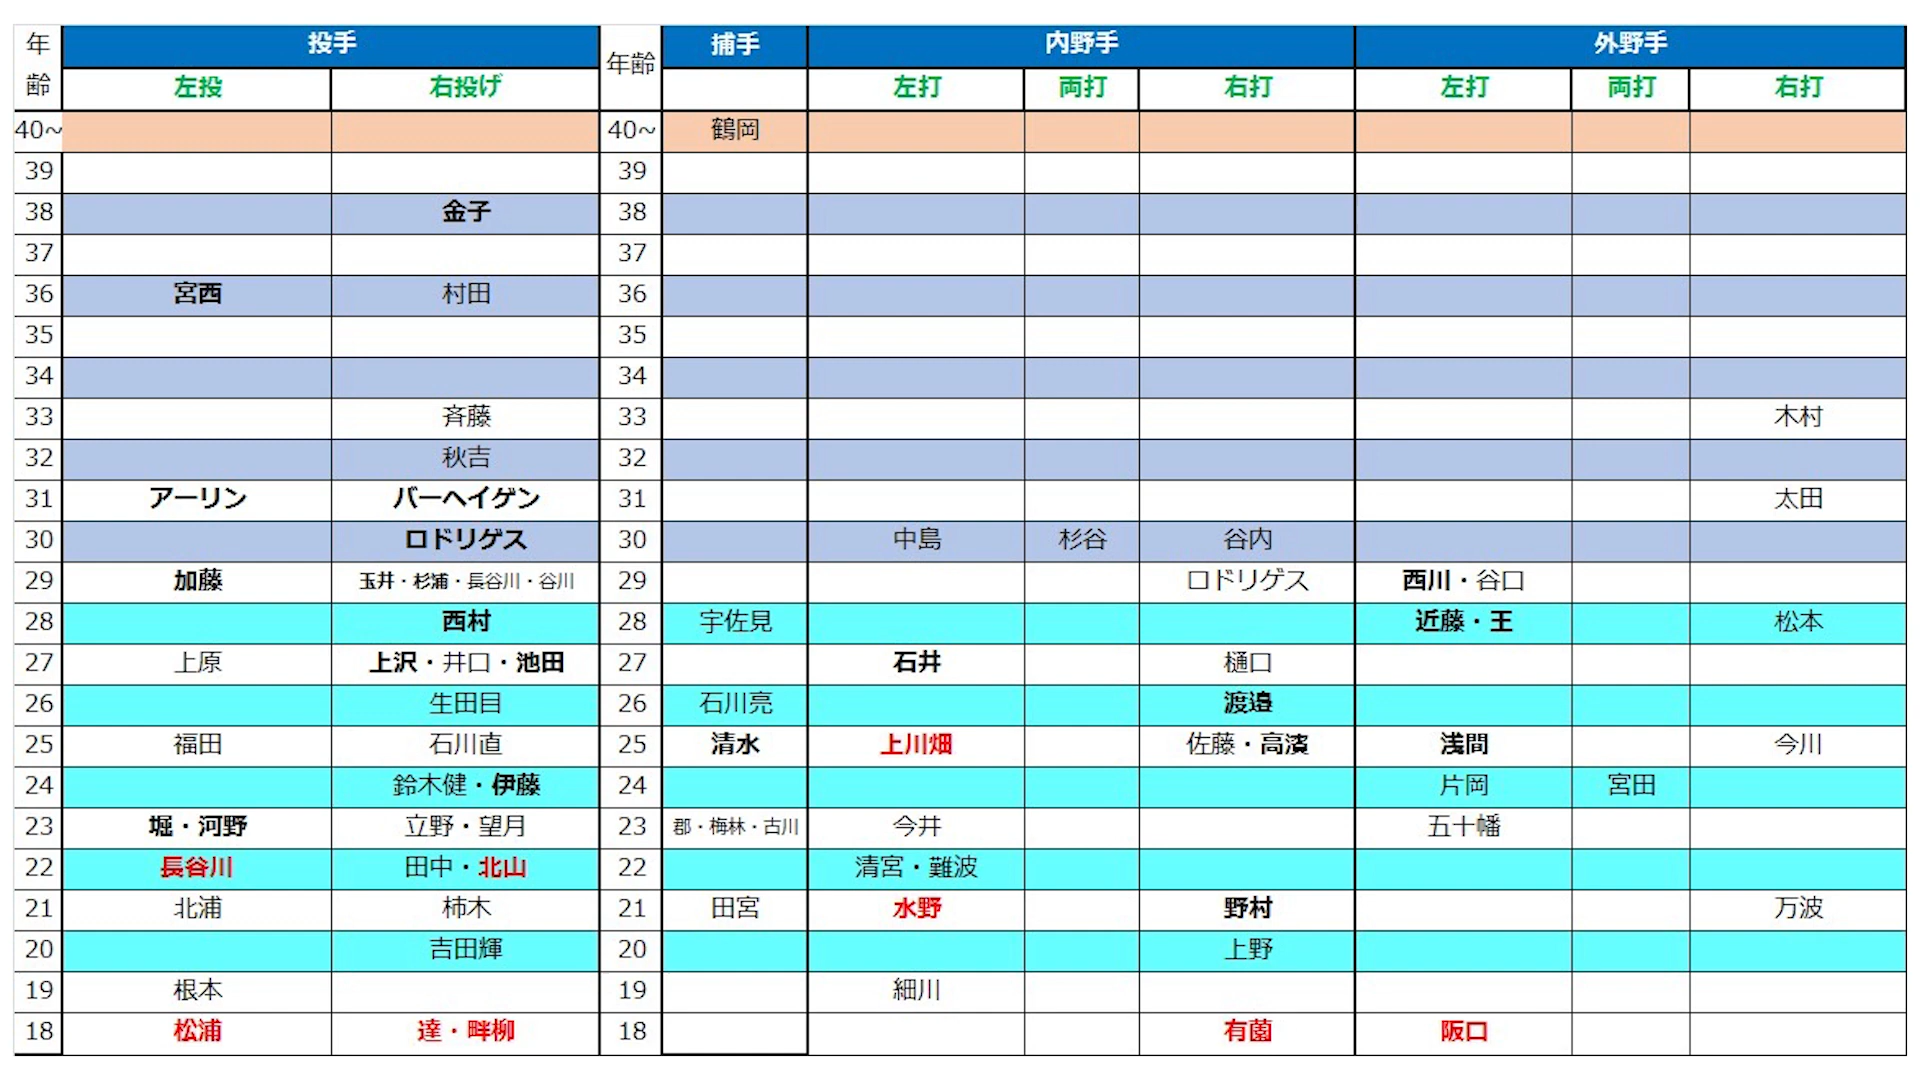 年齢 投手 年齢 捕手 内野手 外野手
左投 右投げ 左打 両打 右打 左打 両打 右打
40~ 40~ 鶴岡
39 39
38 金子 38
37 37
36 宮西 村田 36
35 35
34 34
33 斉藤 33 木村
32 秋吉 32
31 アーリン バーヘイゲン 31 太田
30 ロドリゲス 30 中島 杉谷 谷内
29 加藤 玉井・杉浦・長谷川・谷川 29 ロドリゲス 西川・谷口
28 西村 28 宇佐見 近藤・王 松本
27 上原 上沢・井口・池田 27 石井 樋口
26 生田目 26 石川亮 渡邉
25 福田 石川直 25 清水 上川畑 佐藤・高濱 浅間 今川
24 鈴木健・伊藤 24 片岡 宮田
23 堀・河野 立野・望月 23 郡・梅林・古川 今井 五十幡
22 長谷川 田中・北山 22 清宮・難波
21 北浦 柿木 21 田宮 水野 野村 万波
20 吉田輝 20 上野
19 根本 19 細川
18 松浦 達・畔柳 18 有薗 阪口